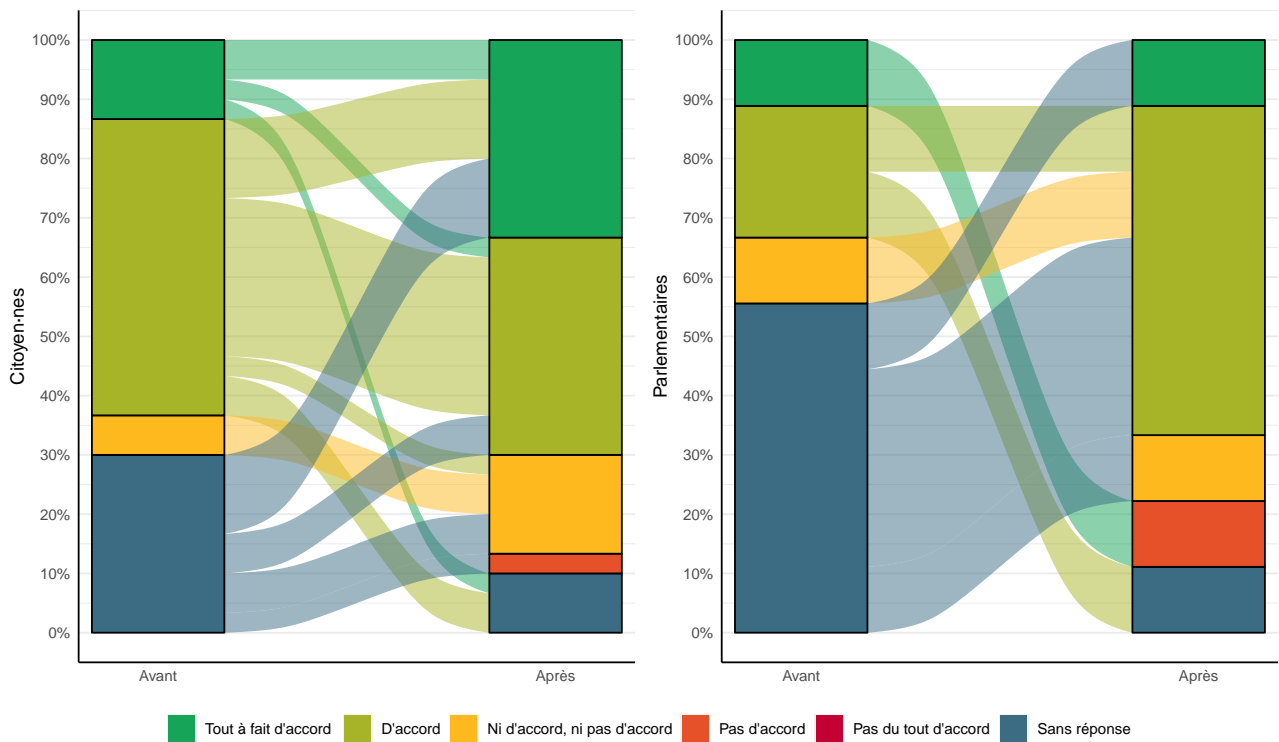 Citoyen·nes
100%
90%
80%
70%
60%
50%
40%
30%
20%
10%
0%
Avant
Après
Parlementaires
100%
90%
80%
70%
60%
50%
40%
30%
20%
10%
0%
Avant
Après
Tout à fait d'accord
D'accord
Ni d'accord, ni pas d'accord
Pas d'accord
Pas du tout d'accord
Sans réponse